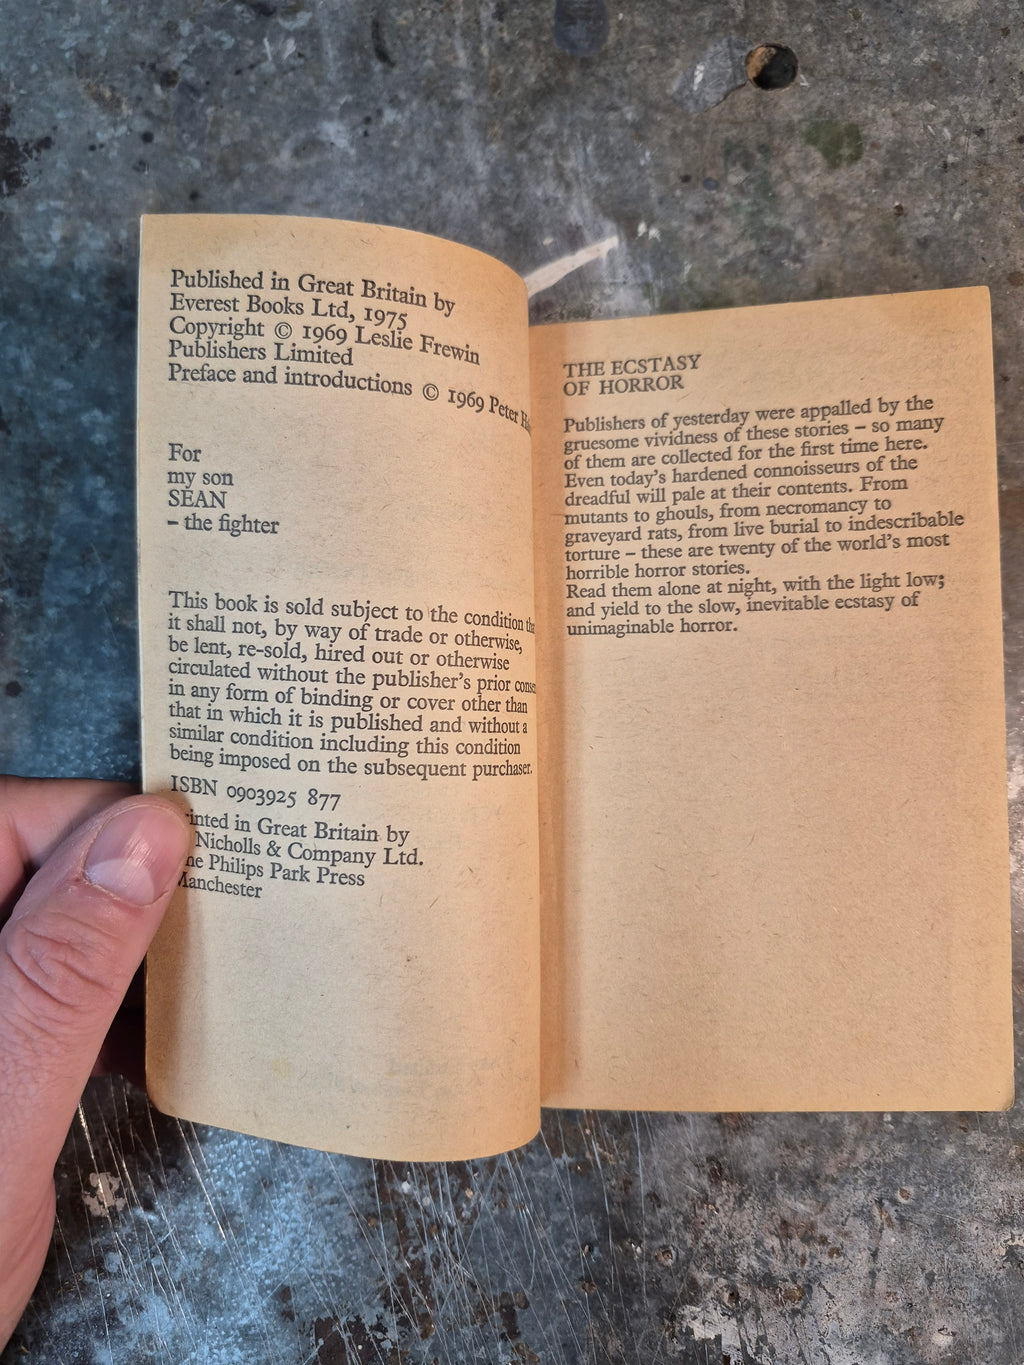 Published in Great Britain by
Everest Books Ltd, 1975
Copyright © 1969 Leslie Frewin
Publishers Limited
Preface and introductions © 1969 Peter
For
my son
SEAN
– the fighter
This book is sold subject to the condition
it shall not, by way of trade or otherwise,
be lent, re-sold, hired out or otherwise
circulated without the publisher's prior
in any form of binding or cover other than
that in which it is published and without a
similar condition including this condition
being imposed on the subsequent purchaser.
ISBN 0903925 877
in Great Britain by
Nicholls & Company Ltd.
Philips Park Press
Manchester
THE ECSTASY
OF HORROR
Publishers of yesterday were appalled by the
gruesome vividness of these stories – so many
of them are collected for the first time here.
Even today's hardened connoisseurs of the
dreadful will pale at their contents. From
mutants to ghouls, from necromancy to
graveyard rats, from live burial to indescribable
torture – these are twenty of the world's most
horrible horror stories.
Read them alone at night, with the light low;
and yield to the slow, inevitable ecstasy of
unimaginable horror.